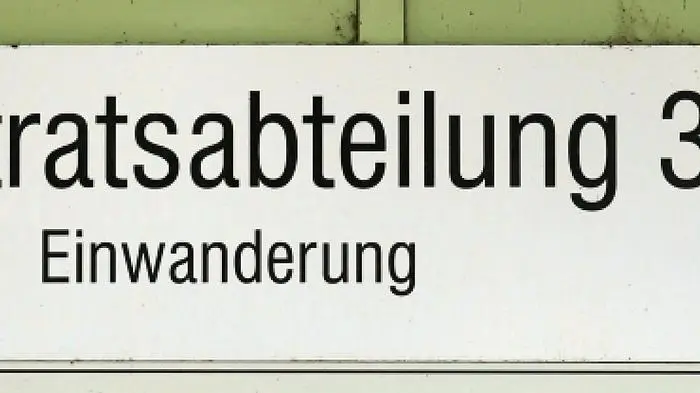 tratsabteilung 3
Einwanderung